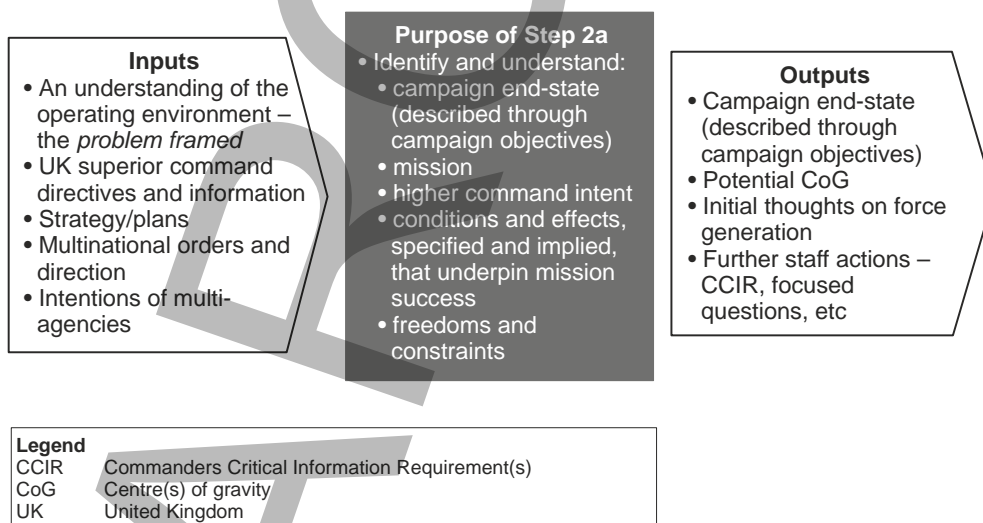 Inputs
• An understanding of the
operating environment –
the problem framed
• UK superior command
directives and information
• Strategy/plans
• Multinational orders and
direction
• Intentions of multi-
agencies
Purpose of Step 2a
• Identify and understand:
• campaign end-state
(described through
campaign objectives)
• mission
• higher command intent
• conditions and effects,
specified and implied,
that underpin mission
success
• freedoms and
constraints
Outputs
• Campaign end-state
(described through
campaign objectives)
• Potential CoG
• Initial thoughts on force
generation
• Further staff actions –
CCIR, focused
questions, etc
Legend
CCIR Commanders Critical Information Requirement(s)
CoG Centre(s) of gravity
UK United Kingdom